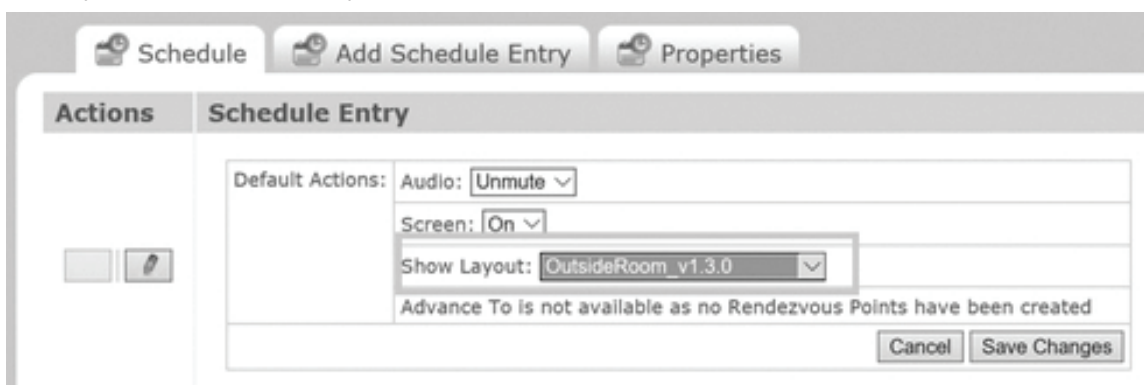 Schedule Add Schedule Entry Properties
Actions Schedule Entry
Default Actions: Audio: Unmute
Screen: On
Show Layout: OutsideRoom_v1.3.0
Advance To is not available as no Rendezvous Points have been created
Cancel Save Changes